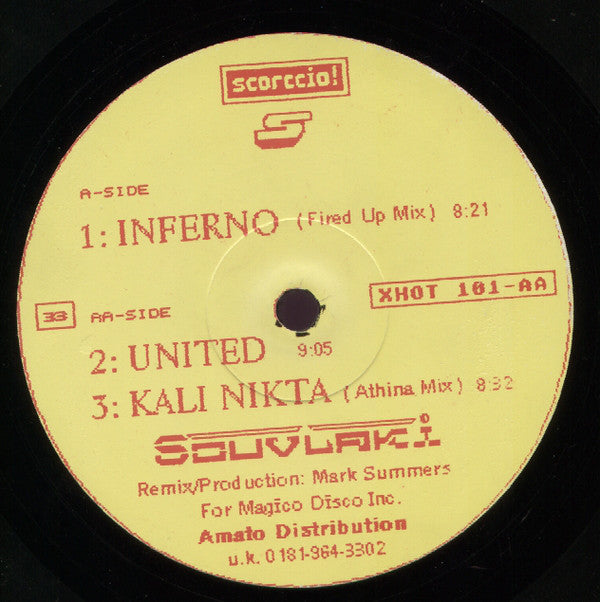 scorccio!
S
A-SIDE
1: INFERNO (Fired Up Mix) 8:21
XHOT 101-AA
33
AA-SIDE
2: UNITED 9:05
3: KALI NIKTA (Athina Mix) 8:32
SOUVLAKi
Remix/Production: Mark Summers
For Magico Disco Inc.
Amato Distribution
u.k. 0181-964-3302